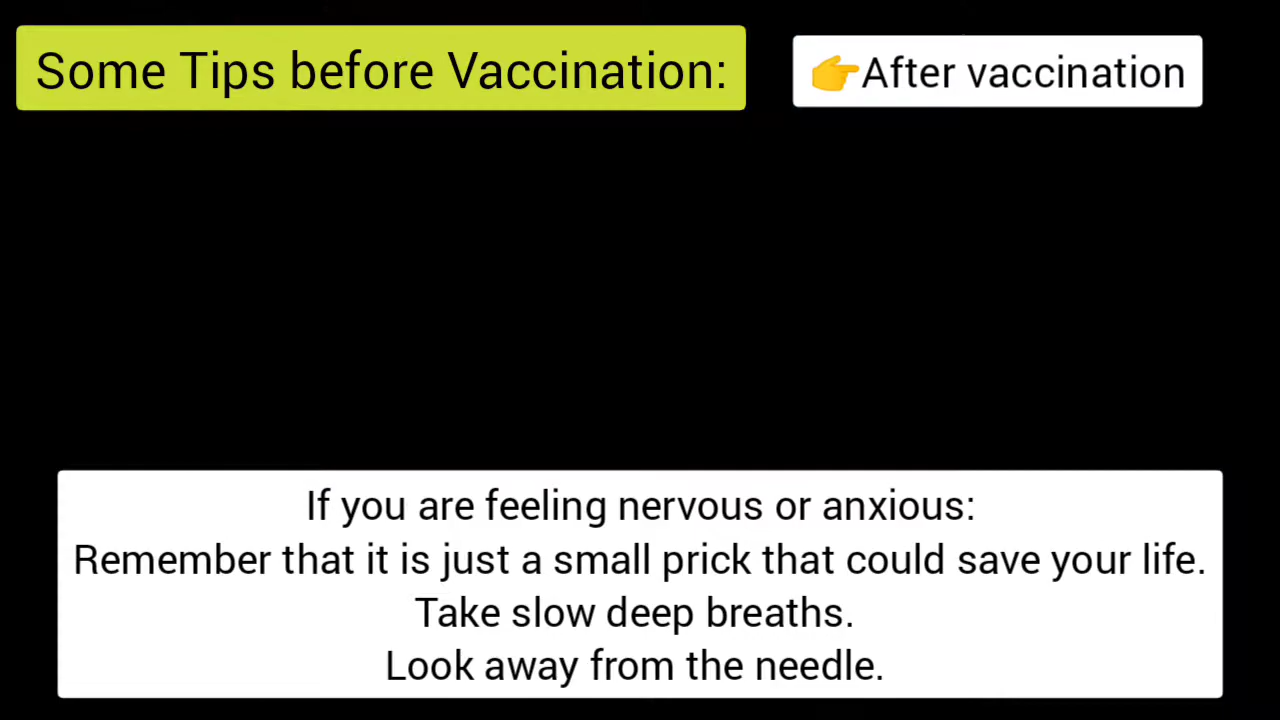 Some Tips before Vaccination:
👉After vaccination
If you are feeling nervous or anxious:
Remember that it is just a small prick that could save your life.
Take slow deep breaths.
Look away from the needle.